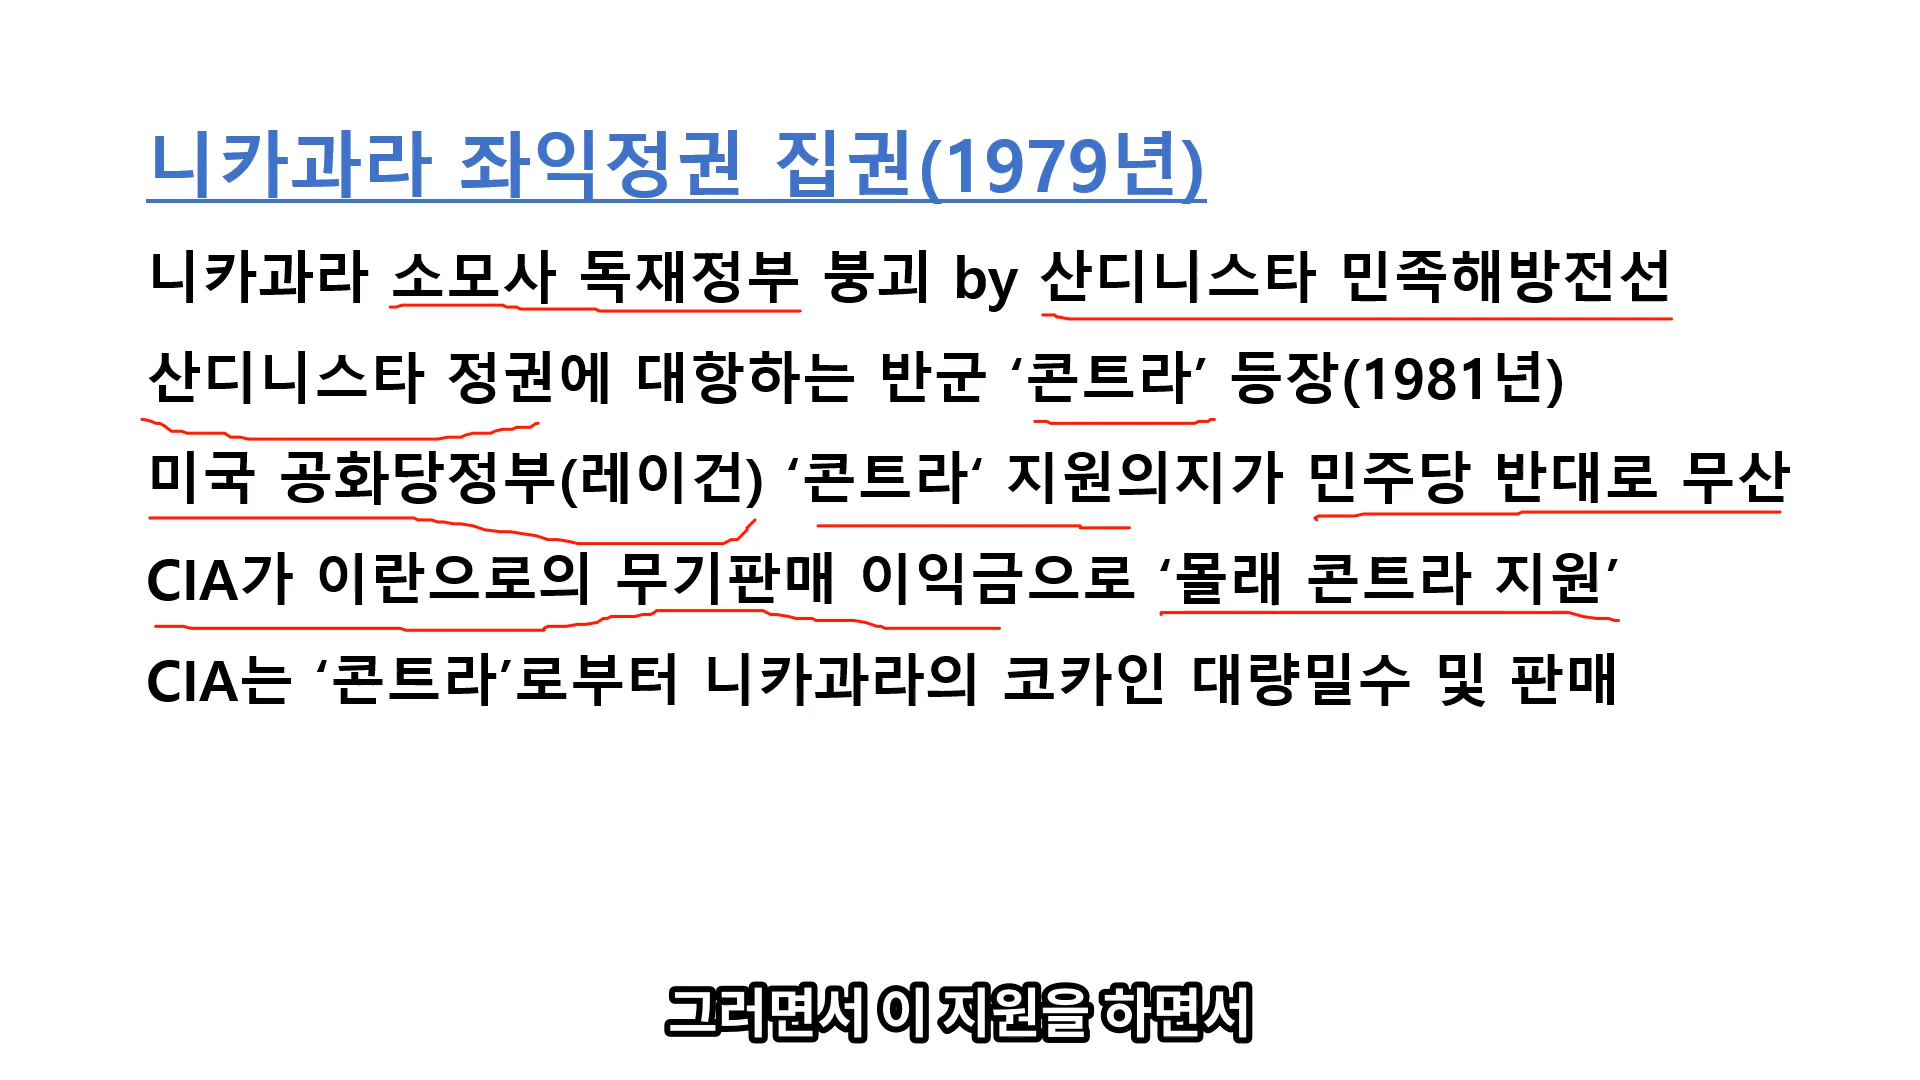 니카과라 좌익정권 집권(1979년)
니카과라 소모사 독재정부 붕괴 by 산디니스타 민족해방전선
산디니스타 정권에 대항하는 반군 ‘콘트라’ 등장(1981년)
미국 공화당정부(레이건) ‘콘트라‘ 지원의지가 민주당 반대로 무산
CIA가 이란으로의 무기판매 이익금으로 ‘몰래 콘트라 지원’
CIA는 ‘콘트라’로부터 니카과라의 코카인 대량밀수 및 판매
그러면서 이 지원을 하면서